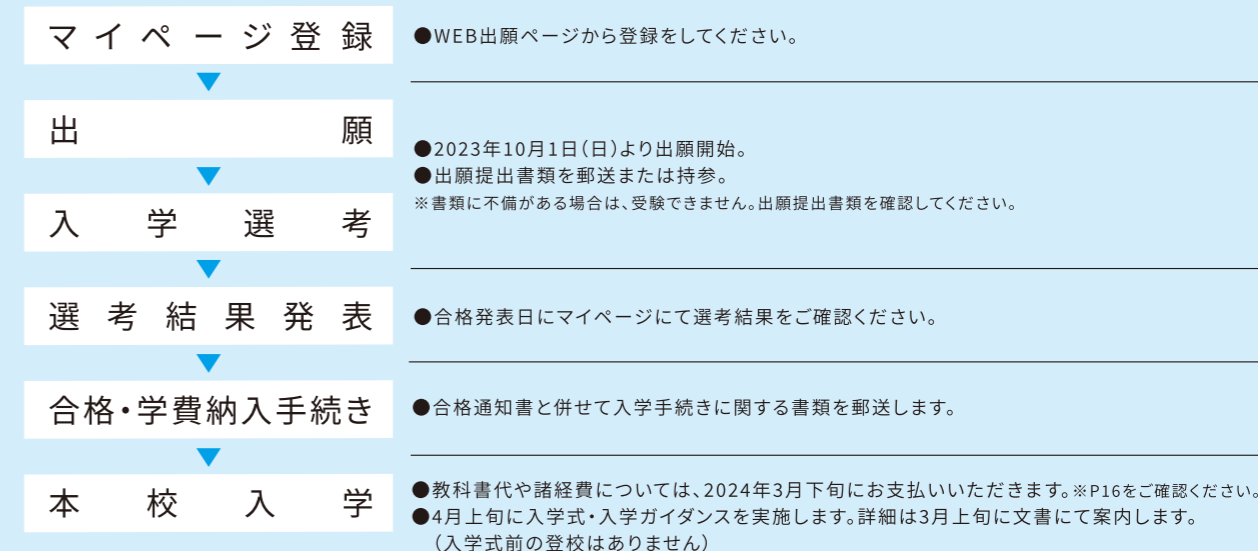 マイページ登録
●WEB出願ページから登録をしてください。
出願
●2023年10月1日(日)より出願開始。
●出願提出書類を郵送または持参。
※書類に不備がある場合は、受験できません。出願提出書類を確認してください。
入学選考
選考結果発表
●合格発表日にマイページにて選考結果をご確認ください。
合格・学費納入手続き
●合格通知書と併せて入学手続きに関する書類を郵送します。
本校入学
●教科書代や諸経費については、2024年3月下旬にお支払いいただきます。※P16をご確認ください。
●4月上旬に入学式・入学ガイダンスを実施します。詳細は3月上旬に文書にて案内します。
(入学式前の登校はありません)